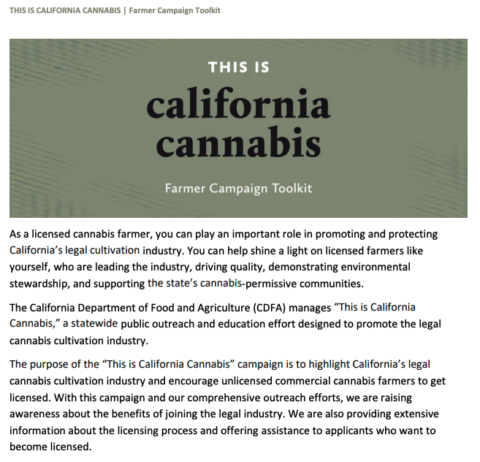 THIS IS CALIFORNIA CANNABIS | Farmer Campaign Toolkit
THIS IS
california
cannabis
Farmer Campaign Toolkit
As a licensed cannabis farmer, you can play an important role in promoting and protecting
California's legal cultivation industry. You can help shine a light on licensed farmers like
yourself, who are leading the industry, driving quality, demonstrating environmental
stewardship, and supporting the state's cannabis-permissive communities.
The California Department of Food and Agriculture (CDFA) manages "This is California
Cannabis," a statewide public outreach and education effort designed to promote the legal
cannabis cultivation industry.
The purpose of the "This is California Cannabis" campaign is to highlight California's legal
cannabis cultivation industry and encourage unlicensed commercial cannabis farmers to get
licensed. With this campaign and our comprehensive outreach efforts, we are raising
awareness about the benefits of joining the legal industry. We are also providing extensive
information about the licensing process and offering assistance to applicants who want to
become licensed.